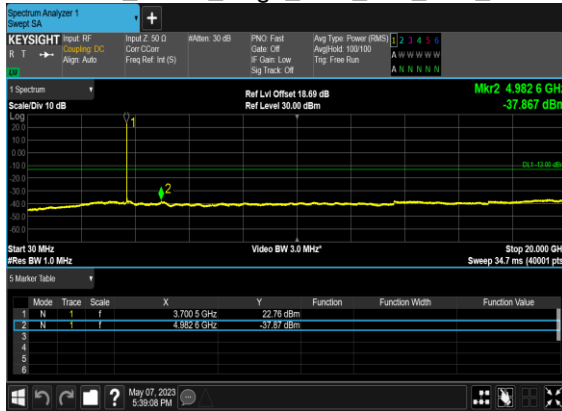 Spectrum Analyzer 1
Swept SA
+
KEYSIGHT Input: RF Input Z: 50 Ω #Atten: 30 dB PNO: Fast Avg Type: Power (RMS) 1 2 3 4 5 6
R T Coupling: DC Corr CCorr Gate: Off Avg|Hold: 100/100 A W W W W W
Align: Auto Freq Ref: Int (S) IF Gain: Low Trig: Free Run
LXI Sig Track: Off A N N N N N
1 Spectrum Ref Lvl Offset 18.69 dB Mkr2 4.982 6 GHz
Scale/Div 10 dB Ref Level 30.00 dBm -37.867 dBm
Log
20.0
10.0
0.00
-10.0
-20.0
-30.0
-40.0
-50.0
-60.0
1
2
DL1 -13.00 dBm
Start 30 MHz Video BW 3.0 MHz* Stop 20.000 GHz
#Res BW 1.0 MHz Sweep 34.7 ms (40001 pts)
5 Marker Table
Mode Trace Scale X Y Function Function Width Function Value
1 N 1 f 3.700 5 GHz 22.76 dBm
2 N 1 f 4.982 6 GHz -37.87 dBm
3
4
5
6
? May 07, 2023
5:39:08 PM